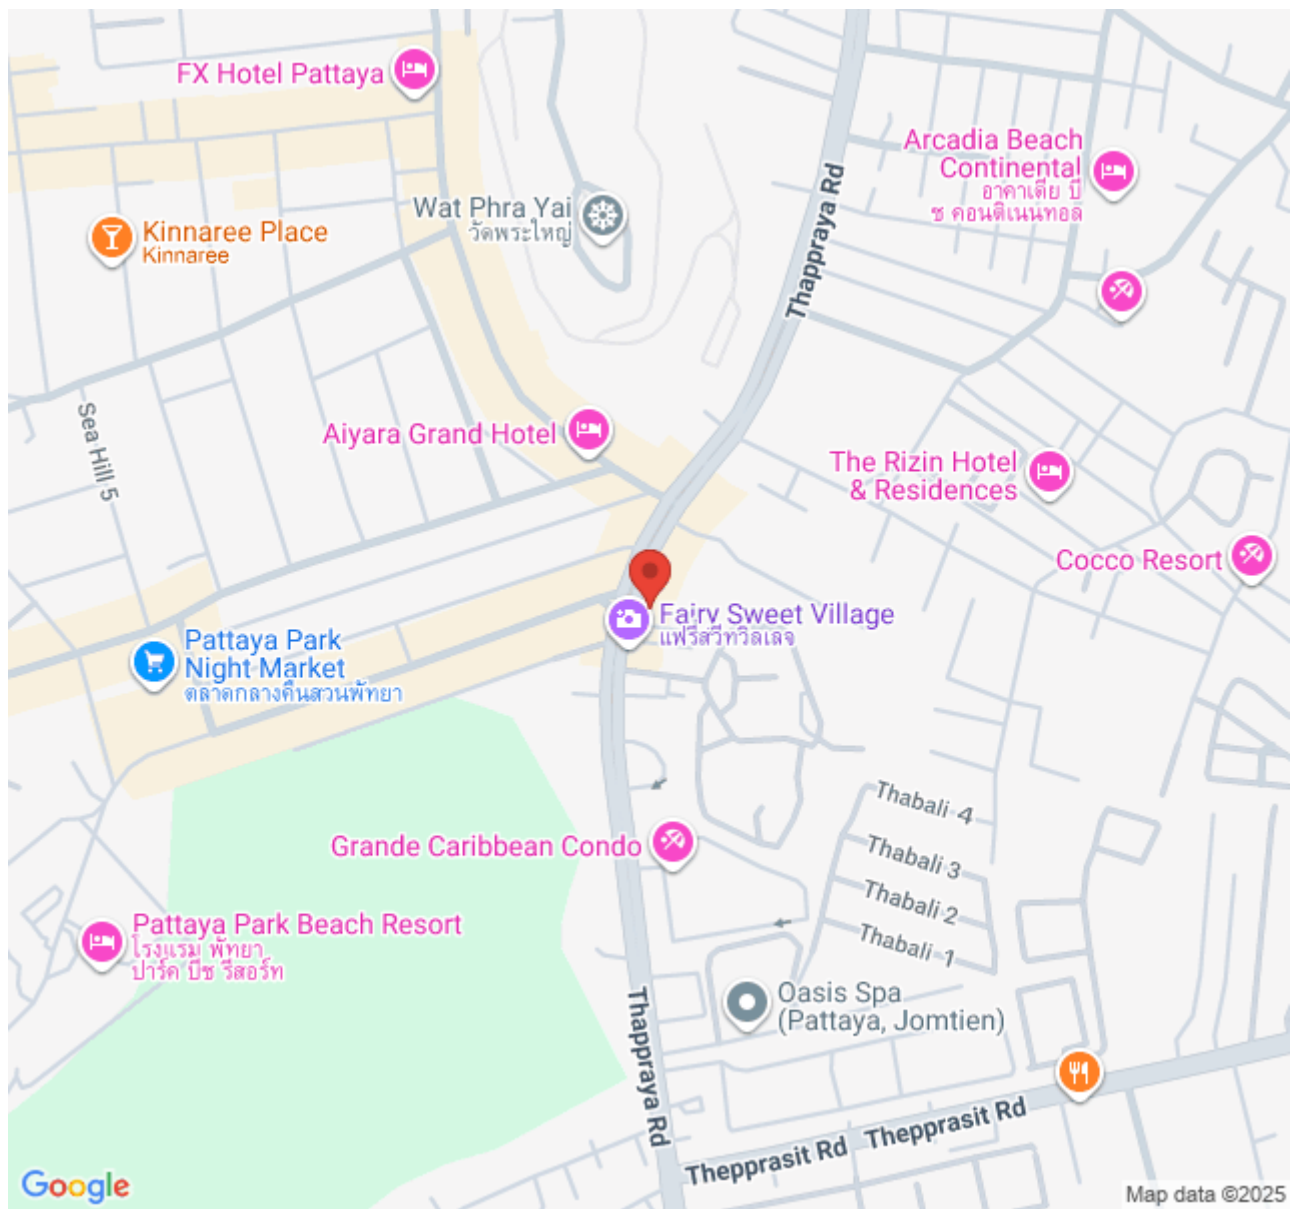 FX Hotel Pattaya
Arcadia Beach
Continental
อาคาเดีย บี
ช คอนติเนนทอล
Thappraya Rd
Wat Phra Yai
วัดพระใหญ่
Kinnaree Place
Kinnaree
Sea Hill 5
Aiyara Grand Hotel
The Rizin Hotel
& Residences
Cocco Resort
Fairy Sweet Village
แฟรี่สวีทวิลเลจ
Pattaya Park
Night Market
ตลาดกลางคืนสวนพัทยา
Thabali 4
Grande Caribbean Condo
Thabali 3
Thabali 2
Pattaya Park Beach Resort
โรงแรม พัทยา
ปาร์ค บีช รีสอร์ท
Thabali 1
Oasis Spa
(Pattaya, Jomtien)
Thappraya Rd
Thepprasit Rd
Thepprasit Rd
Google
Map data ©2025